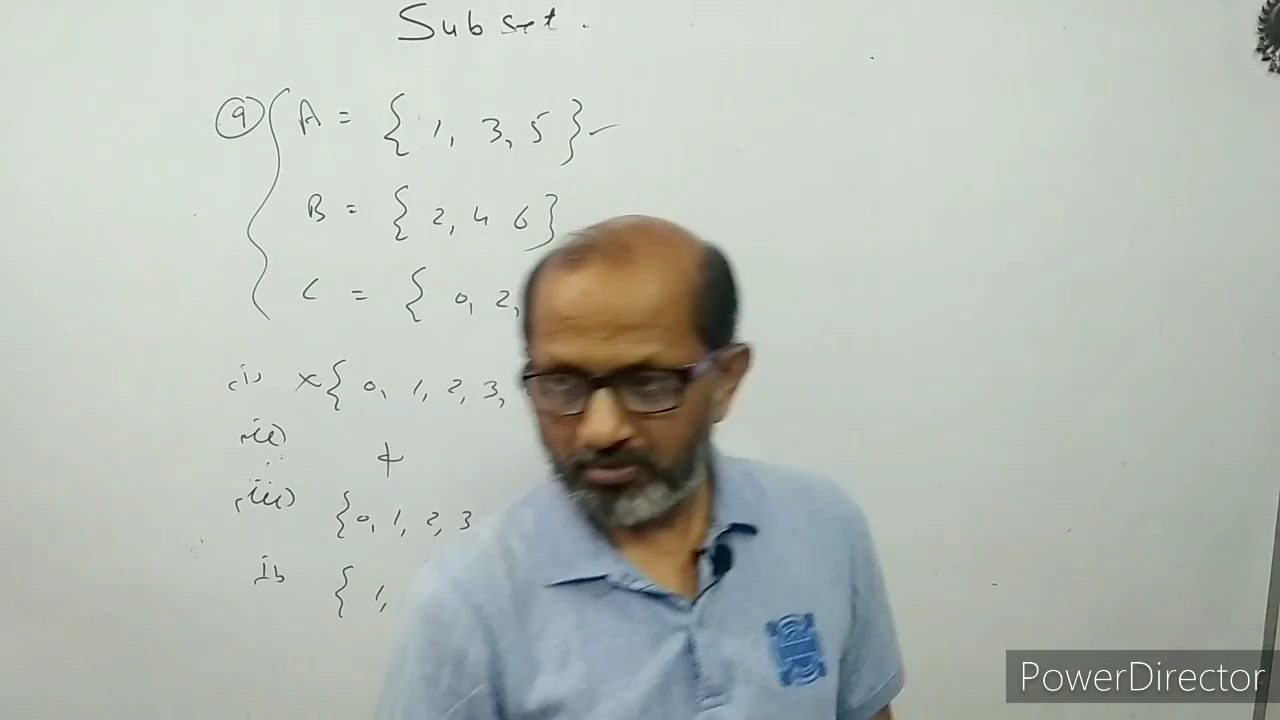 Subset.
9 A = { 1, 3, 5 }
B = { 2, 4 6 }
C = { 0, 2,
(i) x { 0, 1, 2, 3,
(ii) ϕ
(iii) { 0, 1, 2, 3
iv { 1,
PowerDirector